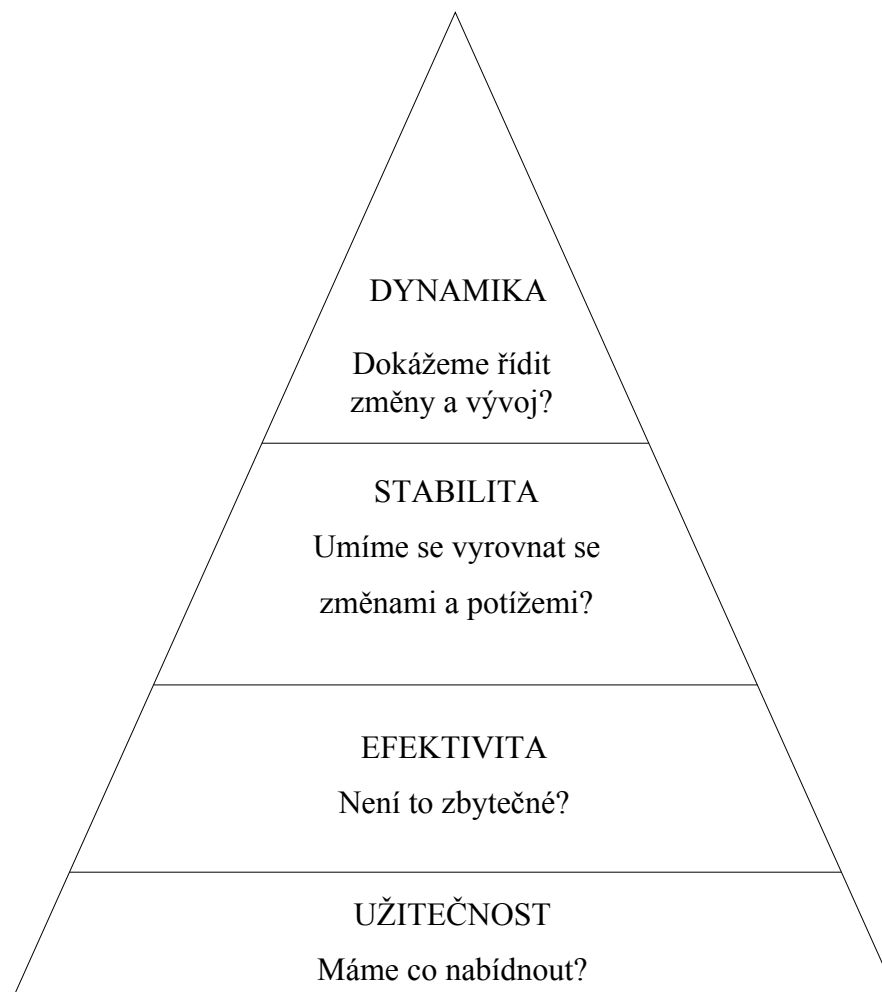 DYNAMIKA
Dokážeme řídit
změny a vývoj?
STABILITA
Umíme se vyrovnat se
změnami a potížemi?
EFEKTIVITA
Není to zbytečné?
UŽITEČNOST
Máme co nabídnout?